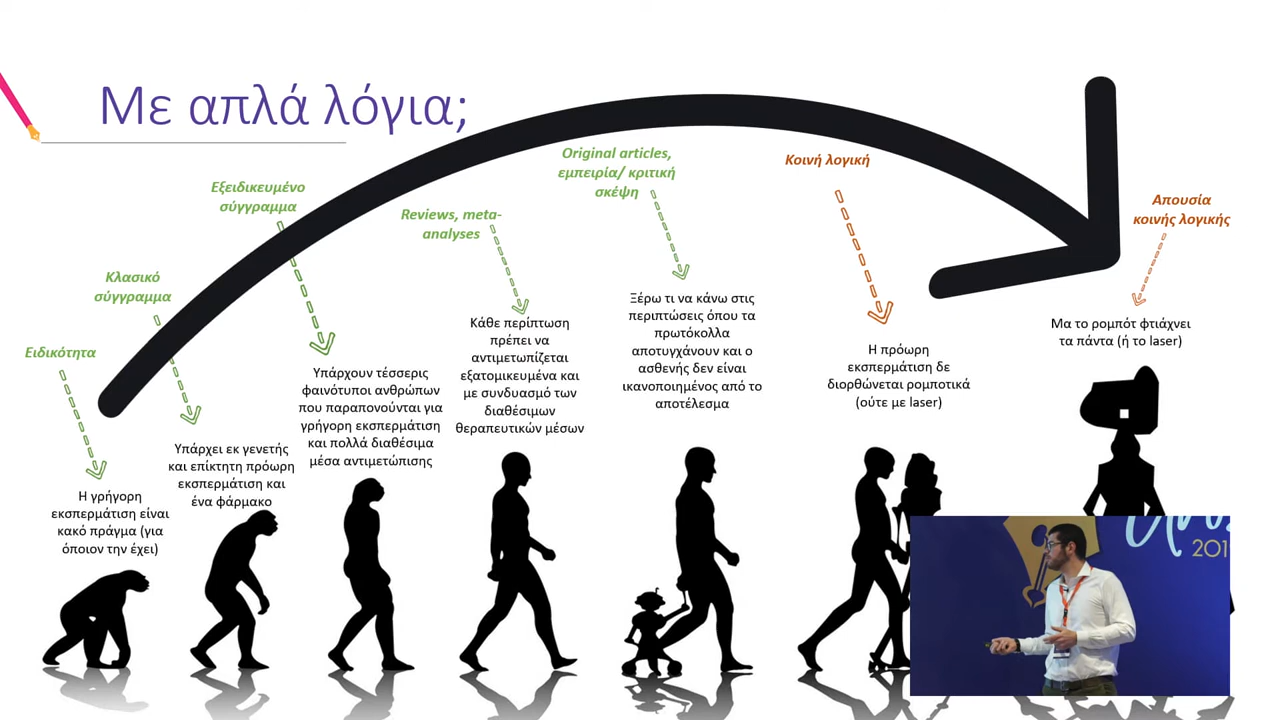 Με απλά λόγια;
Ειδικότητα
Η γρήγορη
εκσπερμάτιση είναι
κακό πράγμα (για
όποιον την έχει)
Κλασικό
σύγγραμμα
Υπάρχει εκ γενετής
και επίκτητη πρόωρη
εκσπερμάτιση και
ένα φάρμακο
Εξειδικευμένο
σύγγραμμα
Υπάρχουν τέσσερις
φαινότυποι ανθρώπων
που παραπονούνται για
γρήγορη εκσπερμάτιση
και πολλά διαθέσιμα
μέσα αντιμετώπισης
Reviews, meta-
analyses
Κάθε περίπτωση
πρέπει να
αντιμετωπίζεται
εξατομικευμένα και
με συνδυασμό των
διαθέσιμων
θεραπευτικών μέσων
Original articles,
εμπειρία/ κριτική
σκέψη
Ξέρω τι να κάνω στις
περιπτώσεις όπου τα
πρωτόκολλα
αποτυγχάνουν και ο
ασθενής δεν είναι
ικανοποιημένος από το
αποτέλεσμα
Κοινή λογική
Η πρόωρη
εκσπερμάτιση δε
διορθώνεται ρομποτικά
(ούτε με laser)
Απουσία
κοινής λογικής
Μα το ρομπότ φτιάχνει
τα πάντα (ή το laser)
201